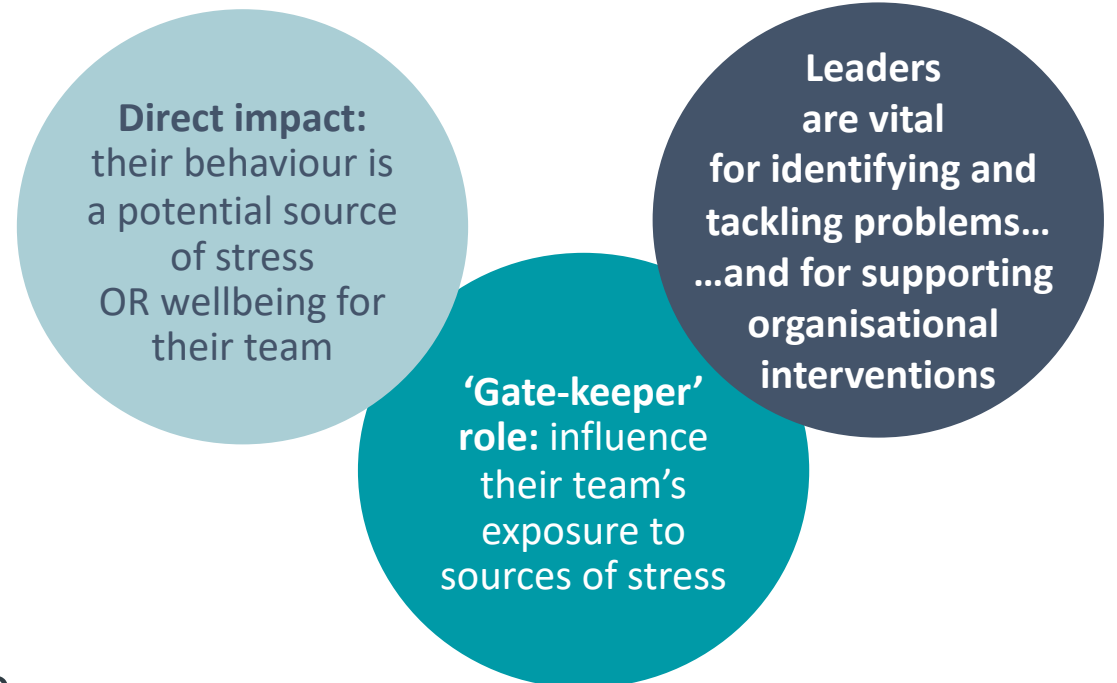 Direct impact:
their behaviour is
a potential source
of stress
OR wellbeing for
their team
‘Gate-keeper’
role: influence
their team’s
exposure to
sources of stress
Leaders
are vital
for identifying and
tackling problems…
…and for supporting
organisational
interventions